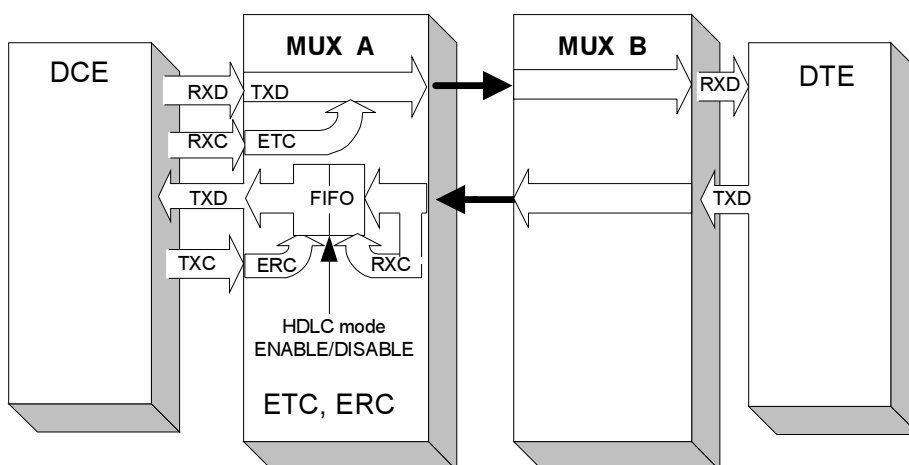 DCE
MUX A
MUX B
DTE
RXD
TXD
RXD
RXC
ETC
TXD
FIFO
TXD
TXC
ERC
RXC
HDLC mode
ENABLE/DISABLE
ETC, ERC